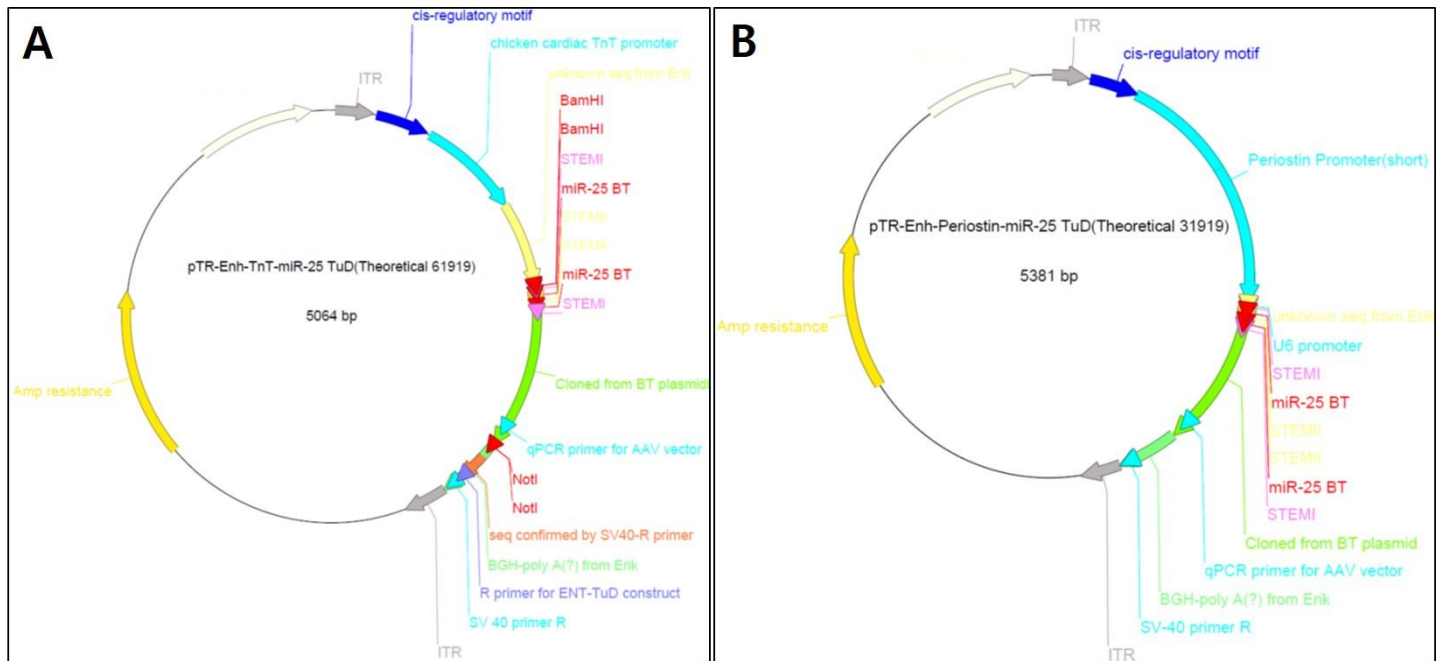 A
cis-regulatory motif
chicken cardiac TnT promoter
ITR
unknown seq from Erik
BamHI
BamHI
STEMI
miR-25 BT
STEMII
STEMII
miR-25 BT
STEMI
pTR-Enh-TnT-miR-25 TuD(Theoretical 61919)
5064 bp
Amp resistance
Cloned from BT plasmid
qPCR primer for AAV vector
NotI
NotI
seq confirmed by SV40-R primer
BGH-poly A(?) from Erik
R primer for ENT-TuD construct
SV 40 primer R
ITR
B
ITR
cis-regulatory motif
Periostin Promoter(short)
pTR-Enh-Periostin-miR-25 TuD(Theoretical 31919)
5381 bp
Amp resistance
unknown seq from Erik
U6 promoter
STEMI
miR-25 BT
STEMII
STEMII
miR-25 BT
STEMI
Cloned from BT plasmid
qPCR primer for AAV vector
BGH-poly A(?) from Erik
SV-40 primer R
ITR